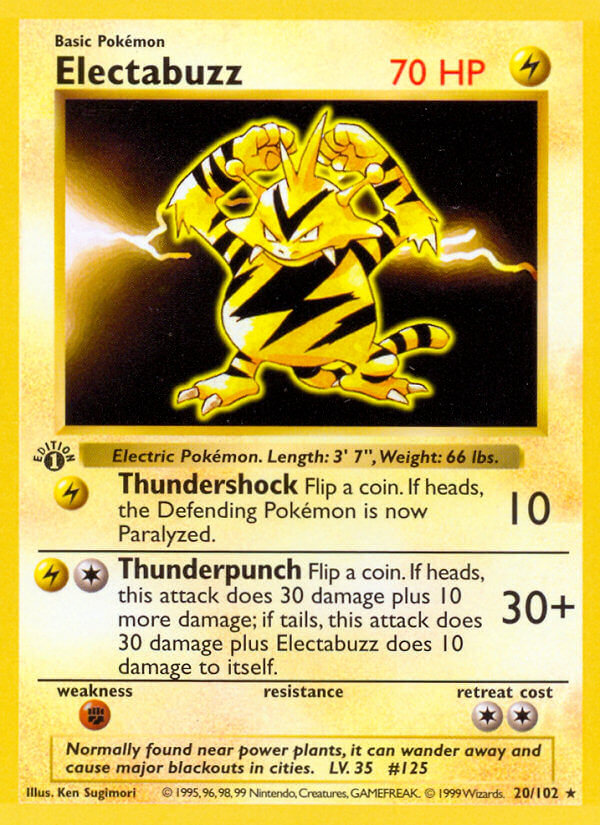 Basic Pokémon
Electabuzz 70 HP
EDITION
1
Electric Pokémon. Length: 3' 7", Weight: 66 lbs.
Thundershock Flip a coin. If heads,
the Defending Pokémon is now
Paralyzed.
10
Thunderpunch Flip a coin. If heads,
this attack does 30 damage plus 10
more damage; if tails, this attack does
30 damage plus Electabuzz does 10
damage to itself.
30+
weakness resistance retreat cost
Normally found near power plants, it can wander away and
cause major blackouts in cities. LV. 35 #125
Illus. Ken Sugimori © 1995, 96, 98, 99 Nintendo, Creatures, GAMEFREAK. © 1999 Wizards. 20/102 ★